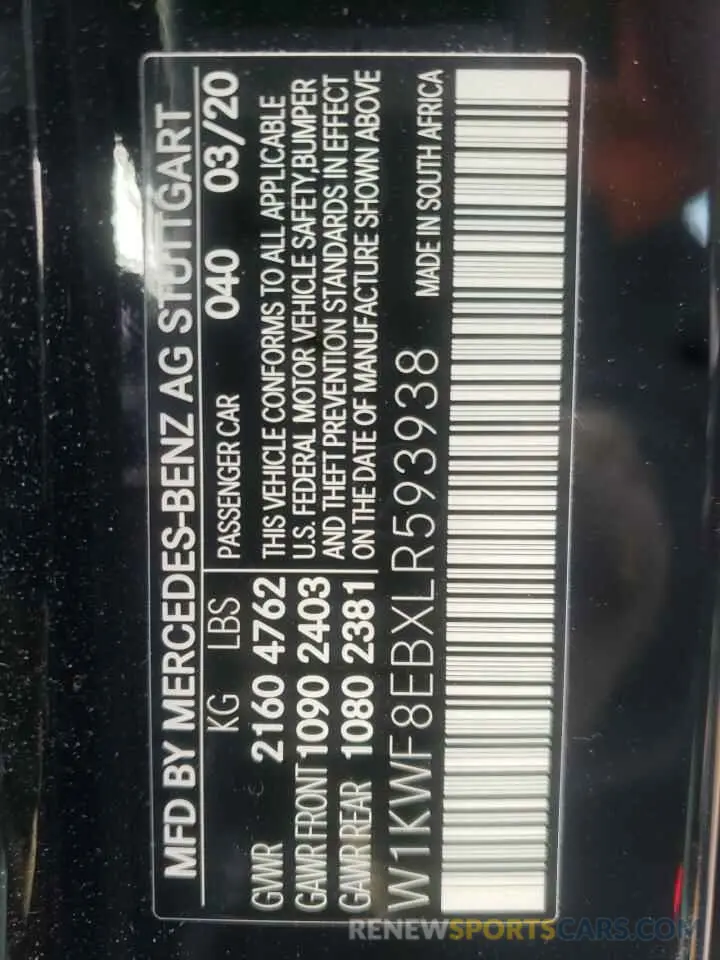 MFD BY MERCEDES-BENZ AG STUTTGART
KG LBS
GWWR 2160 4762
GAWR FRONT 1090 2403
GAWR REAR 1080 2381
PASSENGER CAR 040 03/20
THIS VEHICLE CONFORMS TO ALL APPLICABLE
U.S. FEDERAL MOTOR VEHICLE SAFETY, BUMPER
AND THEFT PREVENTION STANDARDS IN EFFECT
ON THE DATE OF MANUFACTURE SHOWN ABOVE
W1KWF8EBXLR593938
MADE IN SOUTH AFRICA
RENEWSPORTSCARS.COM